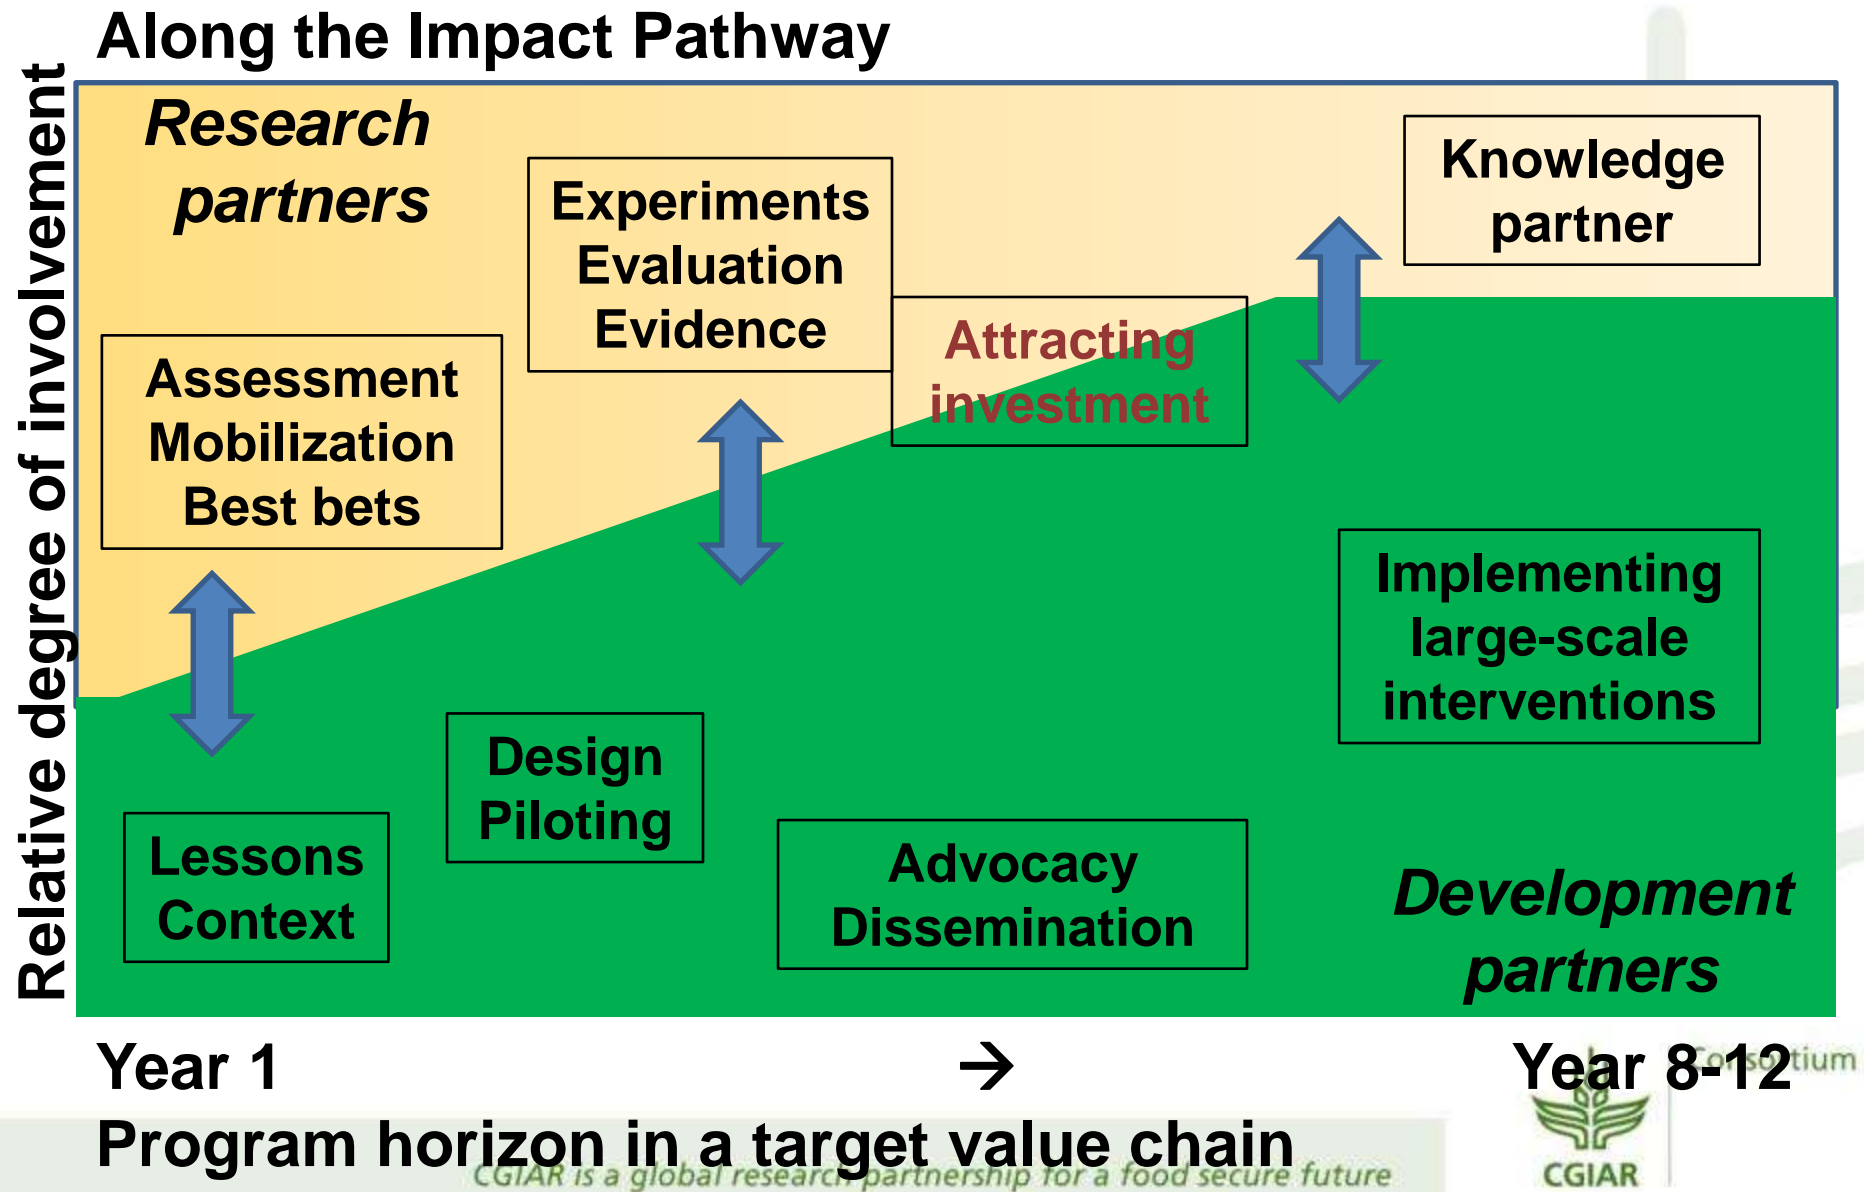 Along the Impact Pathway
Relative degree of involvement
Research
partners
Experiments
Evaluation
Evidence
Knowledge
partner
Attracting
investment
Assessment
Mobilization
Best bets
Implementing
large-scale
interventions
Design
Piloting
Lessons
Context
Advocacy
Dissemination
Development
partners
Year 1 → Year 8-12
Consortium
Program horizon in a target value chain
CGIAR is a global research partnership for a food secure future
CGIAR